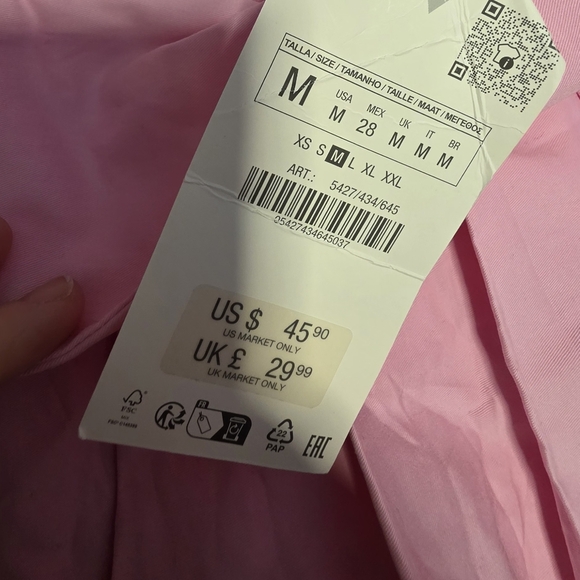 TALLA / SIZE / TAMANHO / TAILLE / MAAT / ΜΕΓΕΘΟΣ
M
USA MEX UK IT BR
M 28 M M M
XS S M L XL XXL
ART.: 5427/434/645
05427434645037
US $ 45 90
US MARKET ONLY
UK £ 29 99
UK MARKET ONLY
FSC
FR
22
PAP
EAC